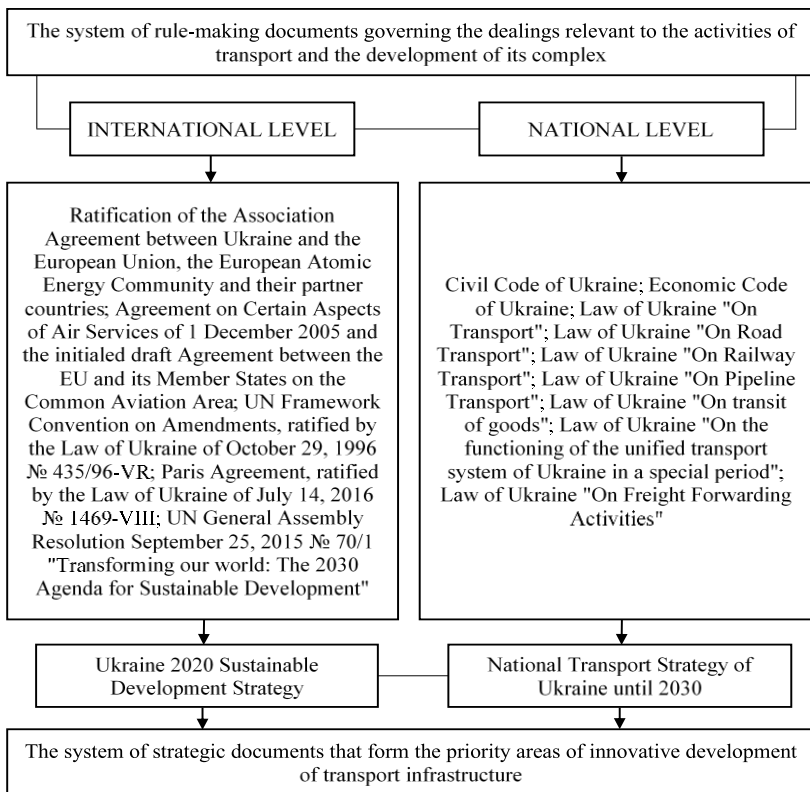 The system of rule-making documents governing the dealings relevant to the activities of
transport and the development of its complex
INTERNATIONAL LEVEL
NATIONAL LEVEL
Ratification of the Association
Agreement between Ukraine and the
European Union, the European Atomic
Energy Community and their partner
countries; Agreement on Certain Aspects
of Air Services of 1 December 2005 and
the initialed draft Agreement between the
EU and its Member States on the
Common Aviation Area; UN Framework
Convention on Amendments, ratified by
the Law of Ukraine of October 29, 1996
№ 435/96-VR; Paris Agreement, ratified
by the Law of Ukraine of July 14, 2016
№ 1469-VIII; UN General Assembly
Resolution September 25, 2015 № 70/1
"Transforming our world: The 2030
Agenda for Sustainable Development"
Civil Code of Ukraine; Economic Code
of Ukraine; Law of Ukraine "On
Transport"; Law of Ukraine "On Road
Transport"; Law of Ukraine "On Railway
Transport"; Law of Ukraine "On Pipeline
Transport"; Law of Ukraine "On transit
of goods"; Law of Ukraine "On the
functioning of the unified transport
system of Ukraine in a special period";
Law of Ukraine "On Freight Forwarding
Activities"
Ukraine 2020 Sustainable
Development Strategy
National Transport Strategy of
Ukraine until 2030
The system of strategic documents that form the priority areas of innovative development
of transport infrastructure